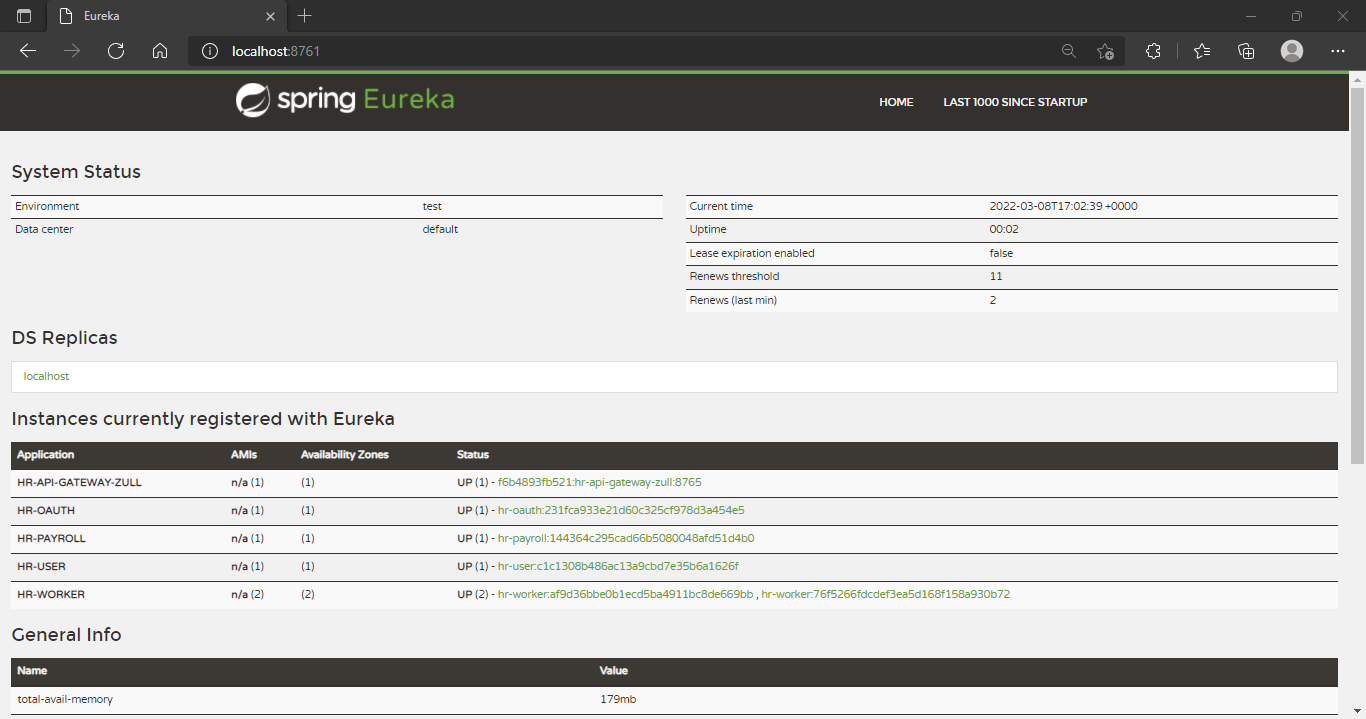 Eureka
localhost:8761
spring Eureka
HOME LAST 1000 SINCE STARTUP
System Status
Environment test
Data center default
Current time 2022-03-08T17:02:39 +0000
Uptime 00:02
Lease expiration enabled false
Renews threshold 11
Renews (last min) 2
DS Replicas
localhost
Instances currently registered with Eureka
Application AMIs Availability Zones Status
HR-API-GATEWAY-ZULL n/a (1) (1) UP (1) - f6b4893fb521:hr-api-gateway-zull:8765
HR-OAUTH n/a (1) (1) UP (1) - hr-oauth:231fca933e21d60c325cf978d3a454e5
HR-PAYROLL n/a (1) (1) UP (1) - hr-payroll:144364c295cad66b5080048afd51d4b0
HR-USER n/a (1) (1) UP (1) - hr-user:c1c1308b486ac13a9cbd7e35b6a1626f
HR-WORKER n/a (2) (2) UP (2) - hr-worker:af9d36bbe0b1ecd5ba4911bc8de669bb , hr-worker:76f5266fdcdef3ea5d168f158a930b72
General Info
Name Value
total-avail-memory 179mb